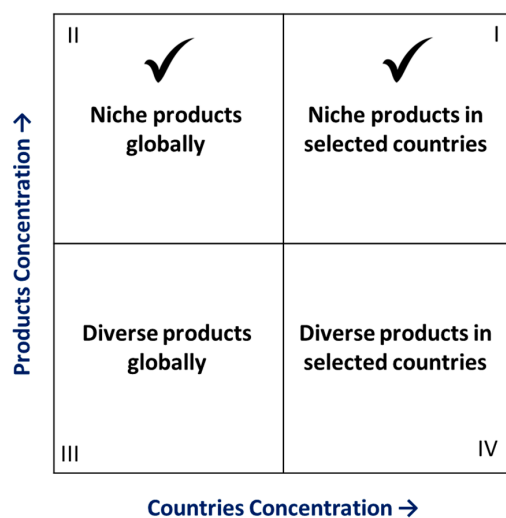 II
I
Niche products
globally
Niche products in
selected countries
Products Concentration →
Diverse products
globally
Diverse products in
selected countries
III
IV
Countries Concentration →